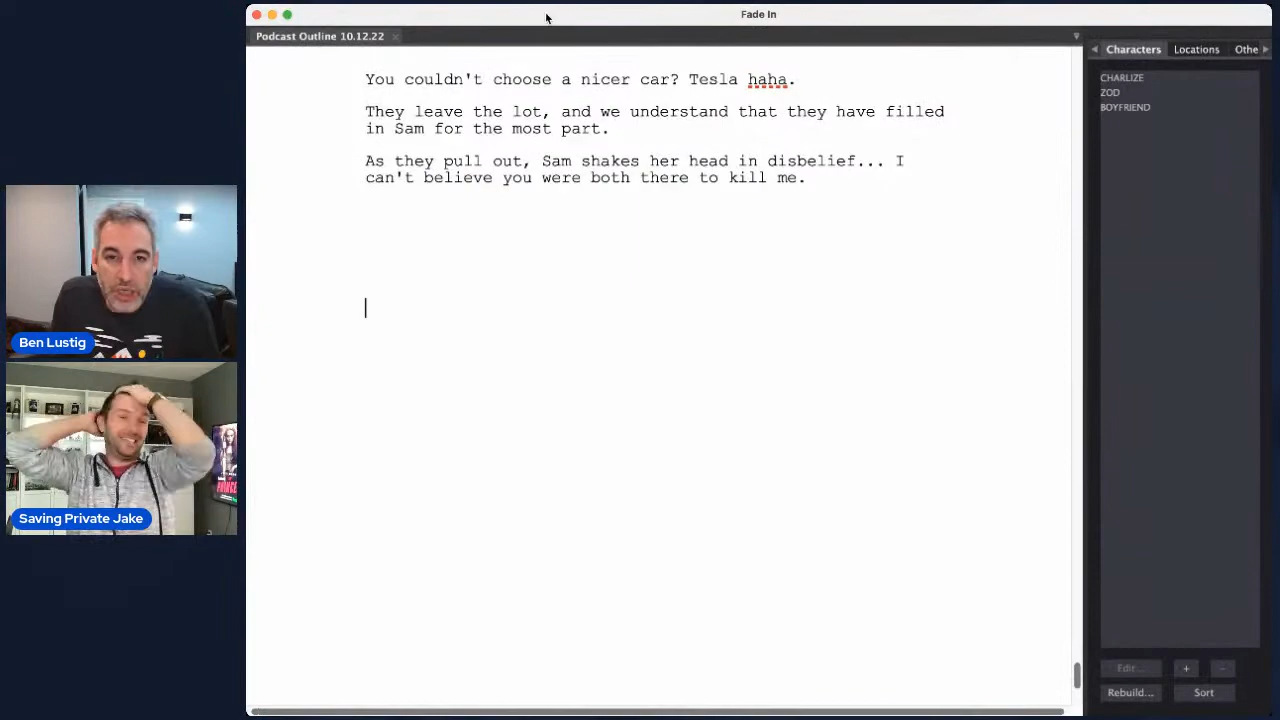 Fade In
Podcast Outline 10.12.22
You couldn't choose a nicer car? Tesla haha.
They leave the lot, and we understand that they have filled
in Sam for the most part.
As they pull out, Sam shakes her head in disbelief... I
can't believe you were both there to kill me.
Characters
Locations
Othe
CHARLIZE
ZOD
BOYFRIEND
Edit...
+
-
Rebuild...
Sort
Ben Lustig
Saving Private Jake
PRINCE